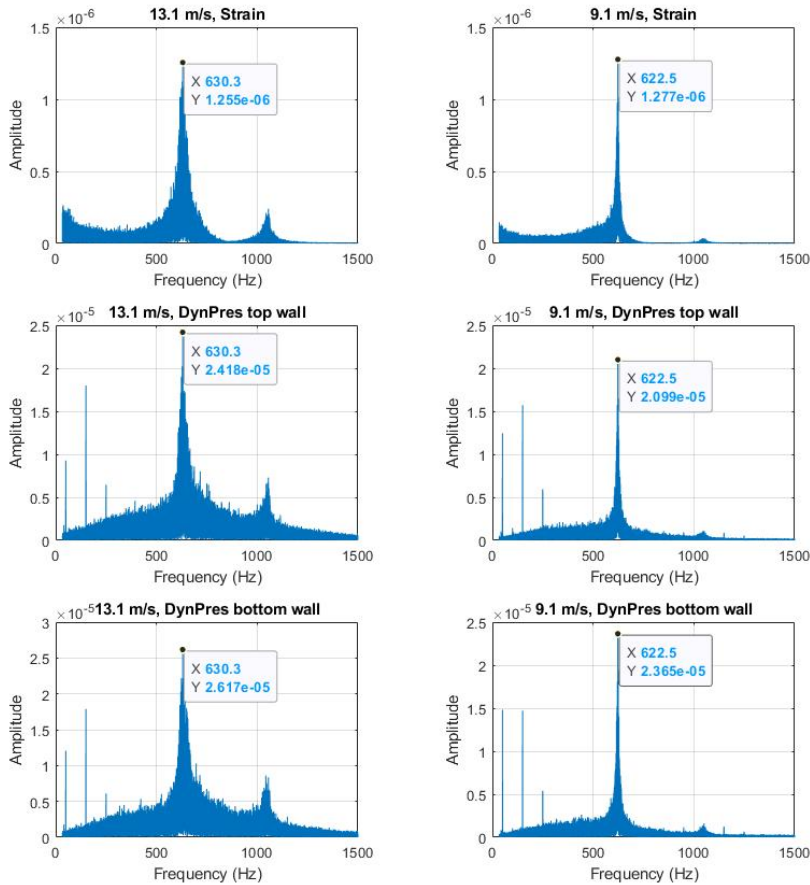 13.1 m/s, Strain
×10-6
1.5
1
0.5
0
Amplitude
X 630.3
Y 1.255e-06
0 500 1000 1500
Frequency (Hz)
9.1 m/s, Strain
×10-6
1.5
1
0.5
0
Amplitude
X 622.5
Y 1.277e-06
0 500 1000 1500
Frequency (Hz)
13.1 m/s, DynPres top wall
×10-5
2.5
2
1.5
1
0.5
0
Amplitude
X 630.3
Y 2.418e-05
0 500 1000 1500
Frequency (Hz)
9.1 m/s, DynPres top wall
×10-5
2.5
2
1.5
1
0.5
0
Amplitude
X 622.5
Y 2.099e-05
0 500 1000 1500
Frequency (Hz)
13.1 m/s, DynPres bottom wall
×10-5
3
2.5
2
1.5
1
0.5
0
Amplitude
X 630.3
Y 2.617e-05
0 500 1000 1500
Frequency (Hz)
9.1 m/s, DynPres bottom wall
×10-5
2.5
2
1.5
1
0.5
0
Amplitude
X 622.5
Y 2.365e-05
0 500 1000 1500
Frequency (Hz)